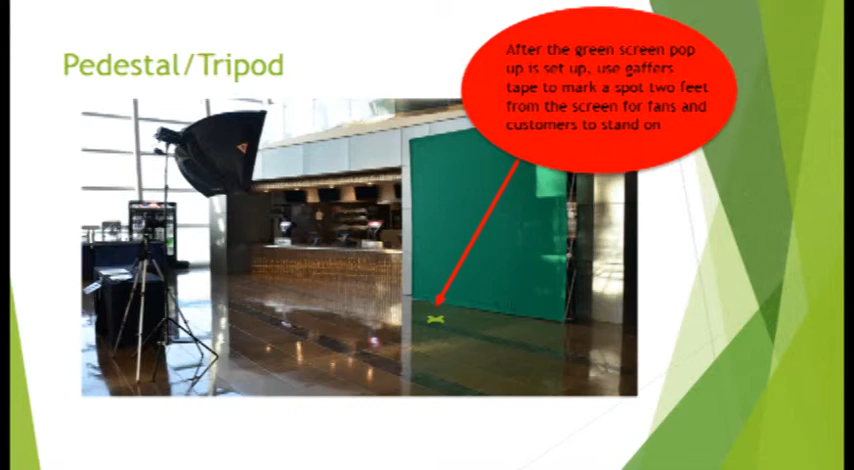 Pedestal/Tripod
After the green screen pop
up is set up, use gaffers
tape to mark a spot two feet
from the screen for fans and
customers to stand on